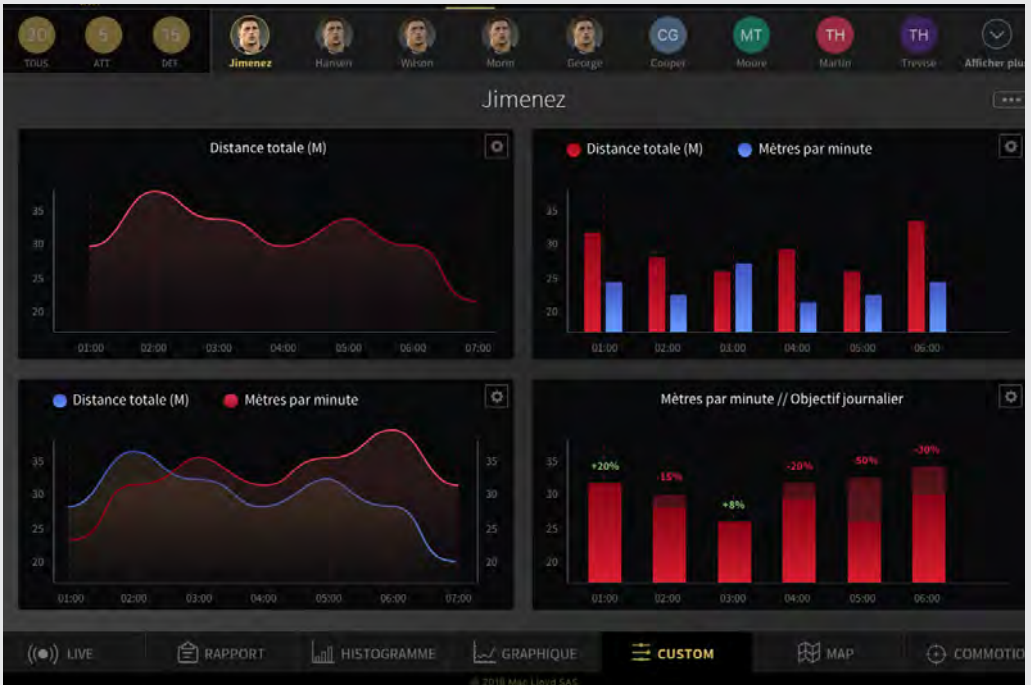 20 5 15
TOUS ATT DEF Jimenez Hansen Wilson Morin George CG Cooper MT Moure TH Martin TH Trevise Afficher plus
Jimenez
Distance totale (M)
35
30
25
20
01:00 02:00 03:00 04:00 05:00 06:00 07:00
Distance totale (M) Mètres par minute
35
30
25
20
01:00 02:00 03:00 04:00 05:00 06:00
Distance totale (M) Mètres par minute
35 35
30 30
25 25
20 20
01:00 02:00 03:00 04:00 05:00 06:00 07:00
Mètres par minute // Objectif journalier
35
30
25
20
+20% -15% +8% -20% -50% -30%
01:00 02:00 03:00 04:00 05:00 06:00
LIVE RAPPORT HISTOGRAMME GRAPHIQUE CUSTOM MAP COMMOTIO
© 2018 Mac Lloyd SAS